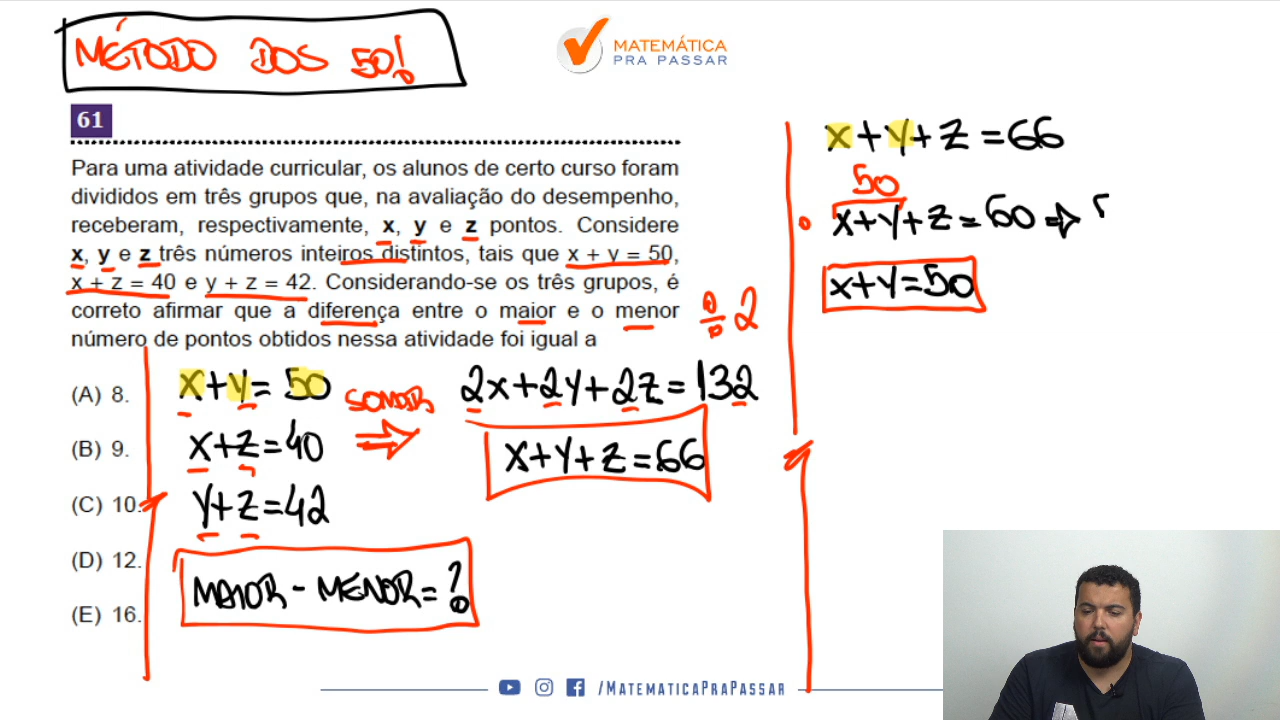 MÉTODO DOS 50!
MATEMÁTICA
PRA PASSAR
61
Para uma atividade curricular, os alunos de certo curso foram
divididos em três grupos que, na avaliação do desempenho,
receberam, respectivamente, x, y e z pontos. Considere
x, y e z três números inteiros distintos, tais que x + y = 50,
x + z = 40 e y + z = 42. Considerando-se os três grupos, é
correto afirmar que a diferença entre o maior e o menor
número de pontos obtidos nessa atividade foi igual a
(A) 8.
(B) 9.
(C) 10.
(D) 12.
(E) 16.
x+y=50
x+z=40
y+z=42
SOMAR
÷2
2x+2y+2z=132
x+y+z=66
MAIOR - MENOR=?
x+y+z=66
50
x+y+z=60⇒
x+y=50
/MATEMATICAPRAPASSAR